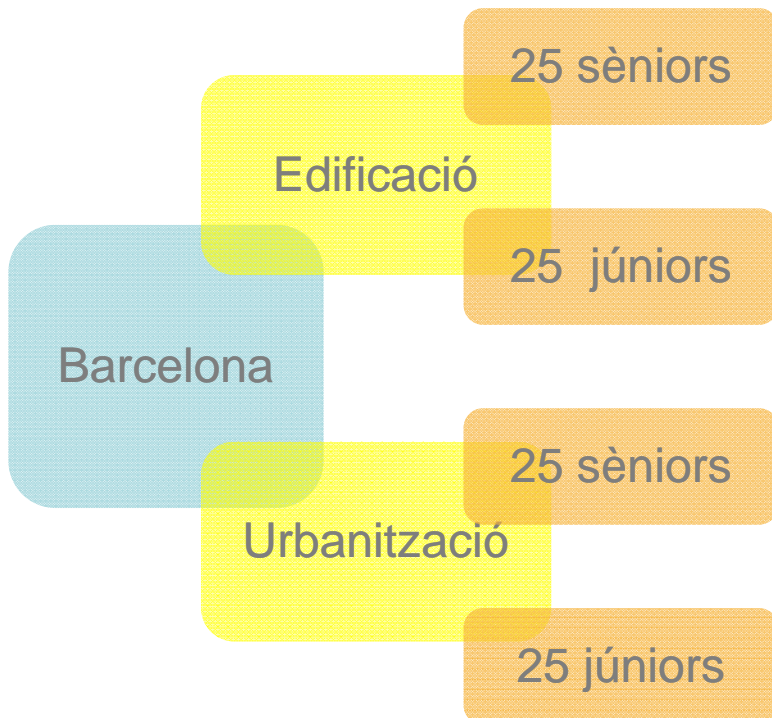 25 sèniors
Edificació
25 júniors
Barcelona
25 sèniors
Urbanització
25 júniors